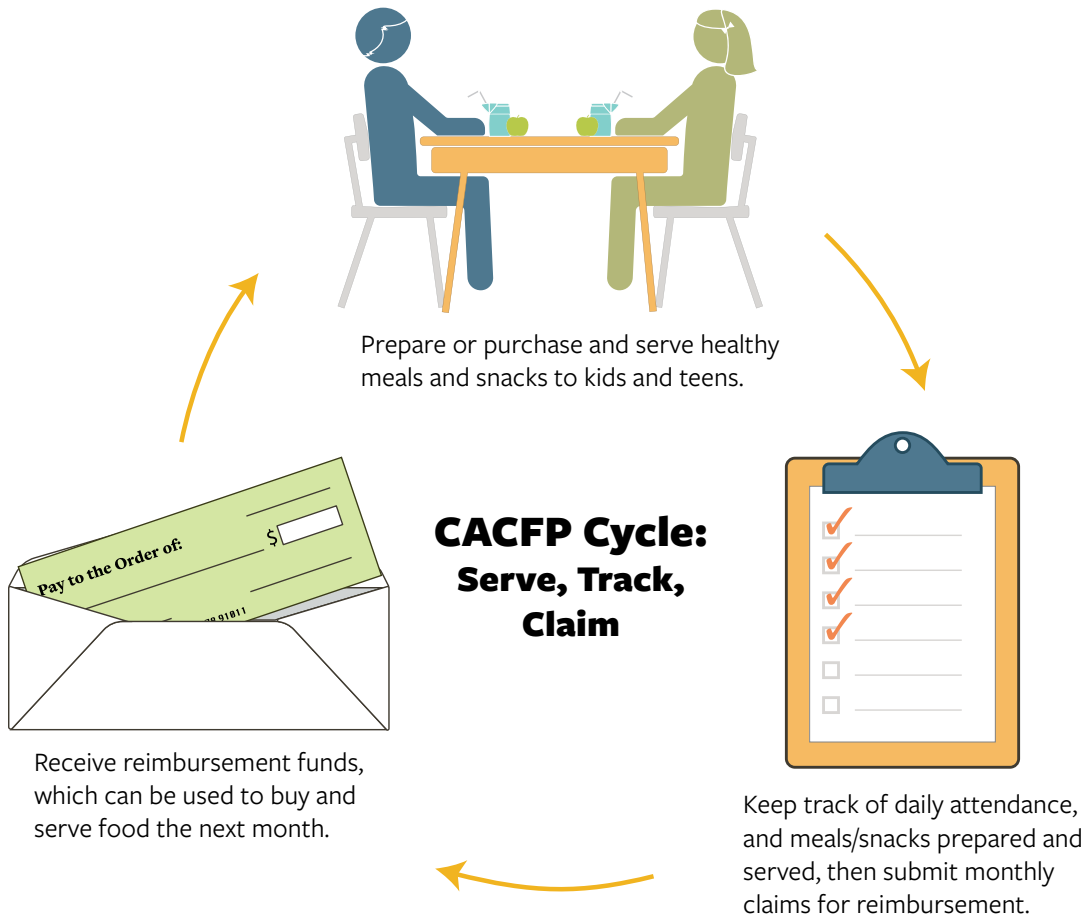 Prepare or purchase and serve healthy
meals and snacks to kids and teens.
CACFP Cycle:
Serve, Track,
Claim
Pay to the Order of:
$
91011
Receive reimbursement funds,
which can be used to buy and
serve food the next month.
Keep track of daily attendance,
and meals/snacks prepared and
served, then submit monthly
claims for reimbursement.